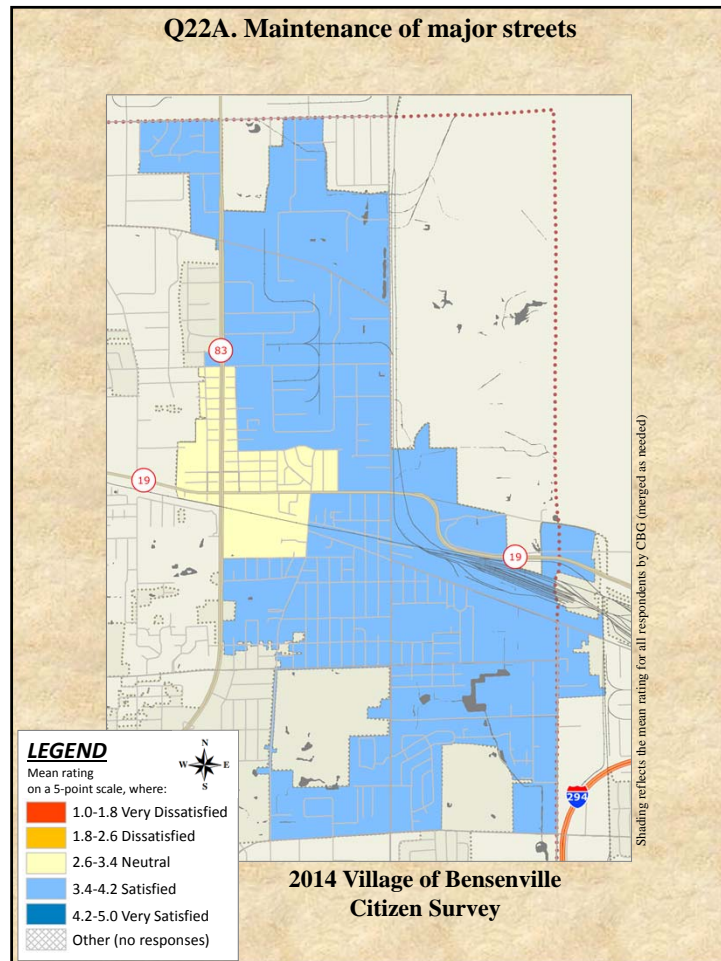 Q22A. Maintenance of major streets
83
19
19
294
Shading reflects the mean rating for all respondents by CBG (merged as needed)
LEGEND
Mean rating
on a 5-point scale, where:
N
W E
S
1.0-1.8 Very Dissatisfied
1.8-2.6 Dissatisfied
2.6-3.4 Neutral
3.4-4.2 Satisfied
4.2-5.0 Very Satisfied
Other (no responses)
2014 Village of Bensenville
Citizen Survey